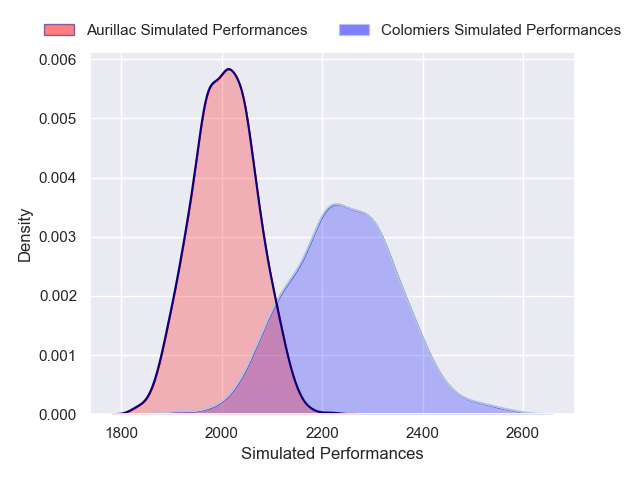 Aurillac Simulated Performances
Colomiers Simulated Performances
0.006
0.005
0.004
0.003
0.002
0.001
0.000
Density
1800 2000 2200 2400 2600
Simulated Performances